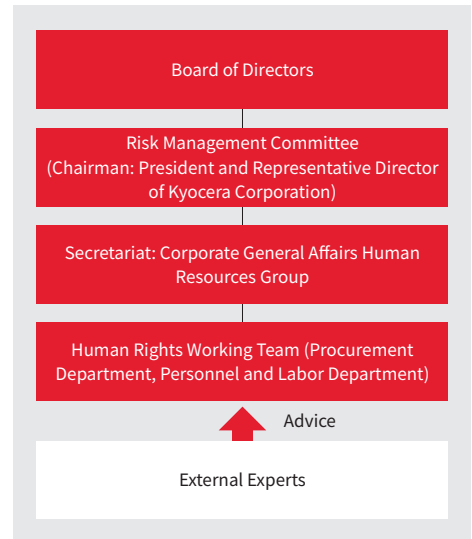 Board of Directors
Risk Management Committee
(Chairman: President and Representative Director
of Kyocera Corporation)
Secretariat: Corporate General Affairs Human
Resources Group
Human Rights Working Team (Procurement
Department, Personnel and Labor Department)
Advice
External Experts